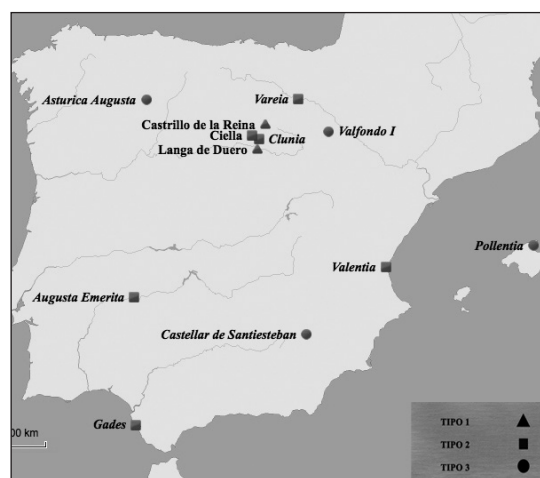 Asturica Augusta
Vareia
Castrillo de la Reina
Ciella
Clunia
Valfondo I
Langa de Duero
Pollentia
Valentia
Augusta Emerita
Castellar de Santiesteban
Gades
00 km
TIPO 1
TIPO 2
TIPO 3